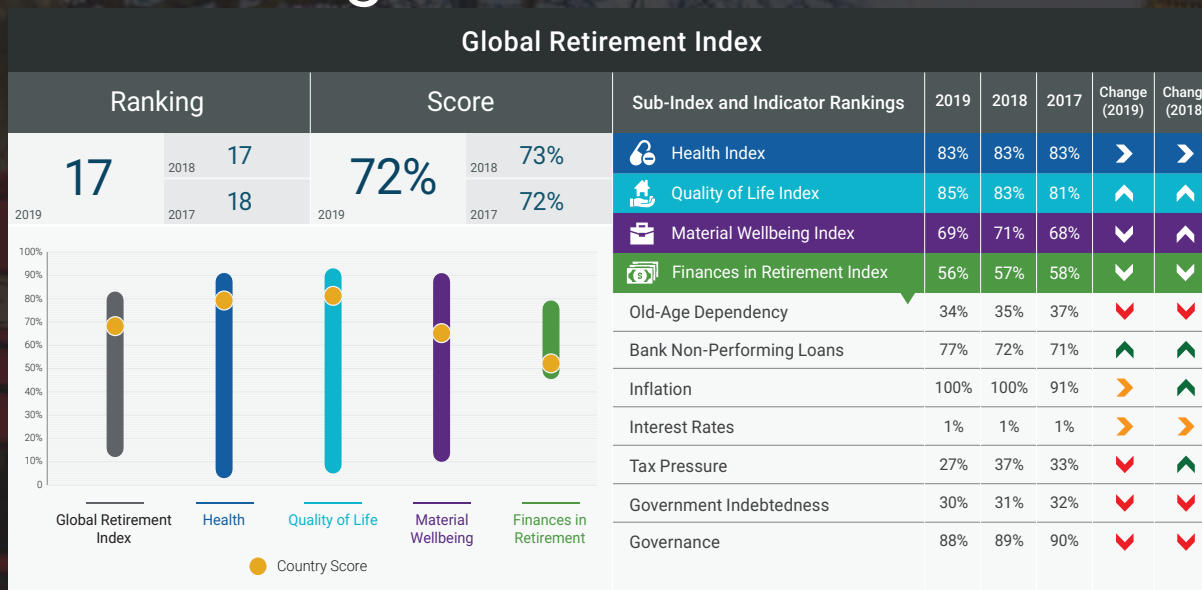 Global Retirement Index
Ranking
Score
17
2019
2018
17
2017
18
72%
2019
2018
73%
2017
72%
100%
90%
80%
70%
60%
50%
40%
30%
20%
10%
0
Global Retirement
Index
Health
Quality of Life
Material
Wellbeing
Finances in
Retirement
Country Score
Sub-Index and Indicator Rankings 2019 2018 2017 Change (2019)
Health Index 83% 83% 83%
Quality of Life Index 85% 83% 81%
Material Wellbeing Index 69% 71% 68%
Finances in Retirement Index 56% 57% 58%
Old-Age Dependency 34% 35% 37%
Bank Non-Performing Loans 77% 72% 71%
Inflation 100% 100% 91%
Interest Rates 1% 1% 1%
Tax Pressure 27% 37% 33%
Government Indebtedness 30% 31% 32%
Governance 88% 89% 90%